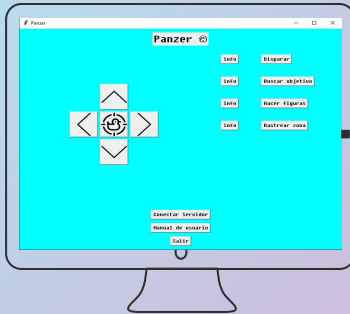 Panzer
Panzer
info Disparar
info Buscar objetivo
info Hacer figuras
info Rastrear zona
Conectar Servidor
Manual de usuario
Salir